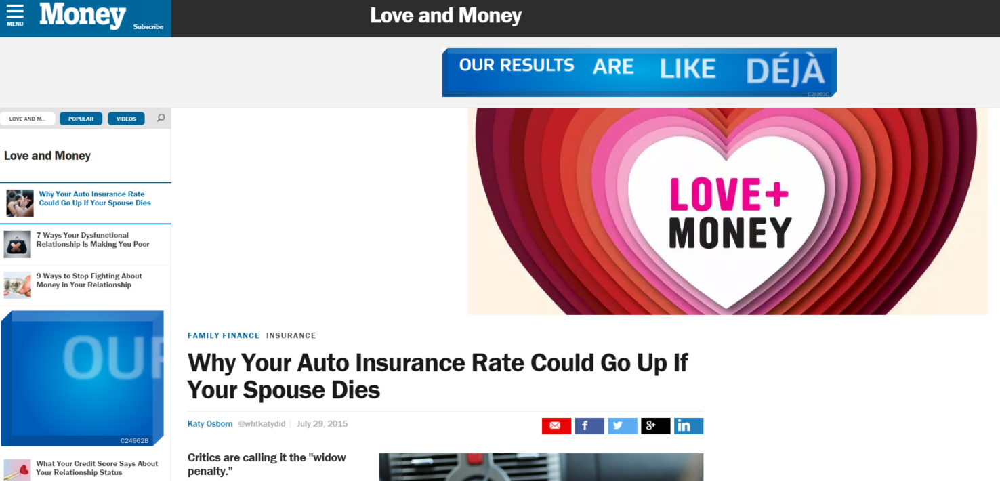 MENU
Money
Subscribe
Love and Money
OUR RESULTS ARE LIKE DÉJÀ
C24963C
LOVE AND M...
POPULAR
VIDEOS
Love and Money
Why Your Auto Insurance Rate
Could Go Up If Your Spouse Dies
7 Ways Your Dysfunctional
Relationship Is Making You Poor
9 Ways to Stop Fighting About
Money in Your Relationship
OUR
C24962B
What Your Credit Score Says About
Your Relationship Status
LOVE+
MONEY
FAMILY FINANCE INSURANCE
Why Your Auto Insurance Rate Could Go Up If
Your Spouse Dies
Katy Osborn @whtkatydid July 29, 2015
f g+ in
Critics are calling it the "widow
penalty."